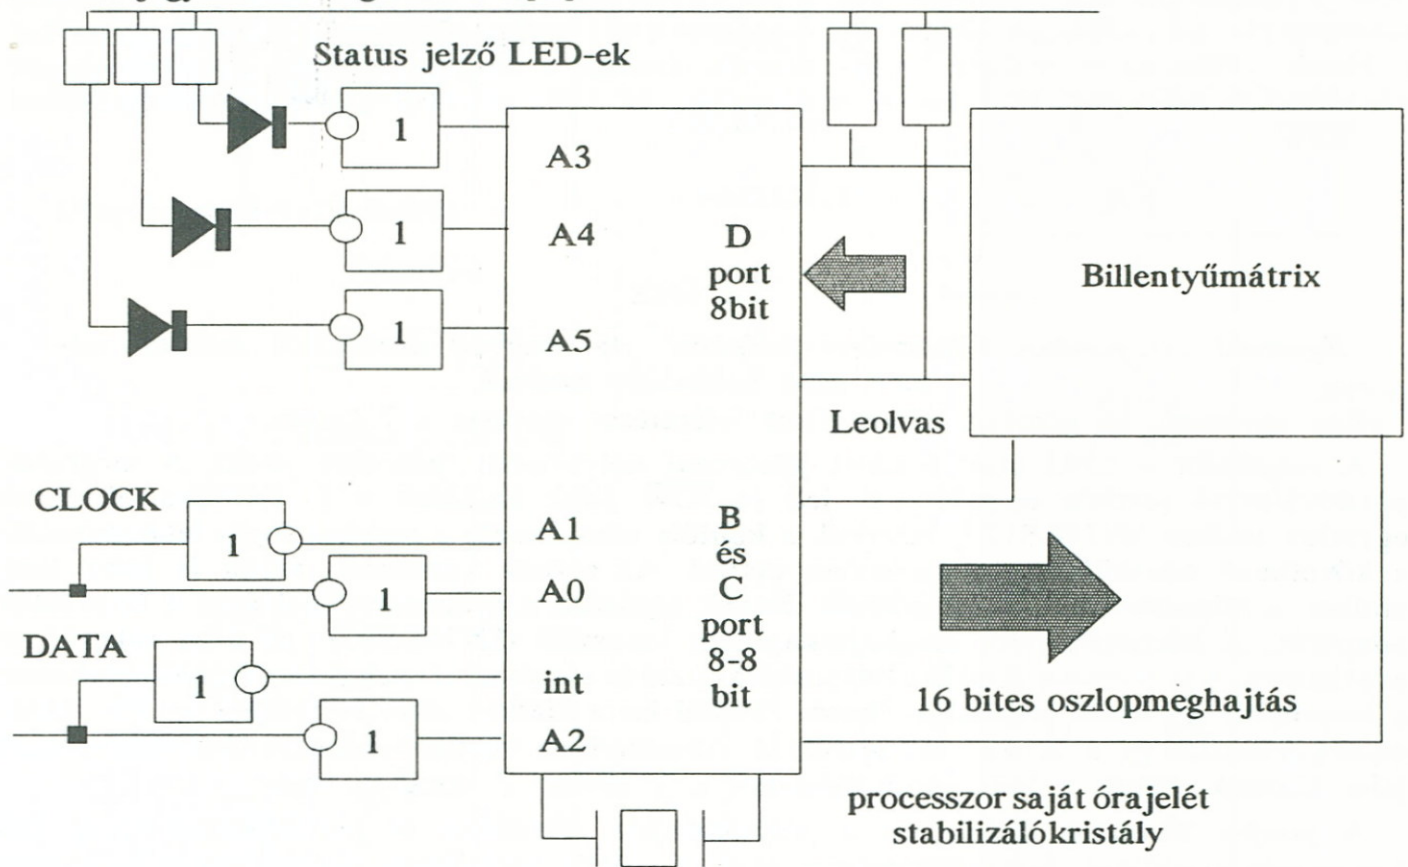 Status jelző LED-ek
1
A3
1
A4
1
A5
D
port
8bit
Billentyűmátrix
Leolvas
CLOCK
1
A1
1
A0
DATA
1
int
1
A2
B
és
C
port
8-8
bit
16 bites oszlopmeghajtás
processzor saját órajelét
stabilizálókristály